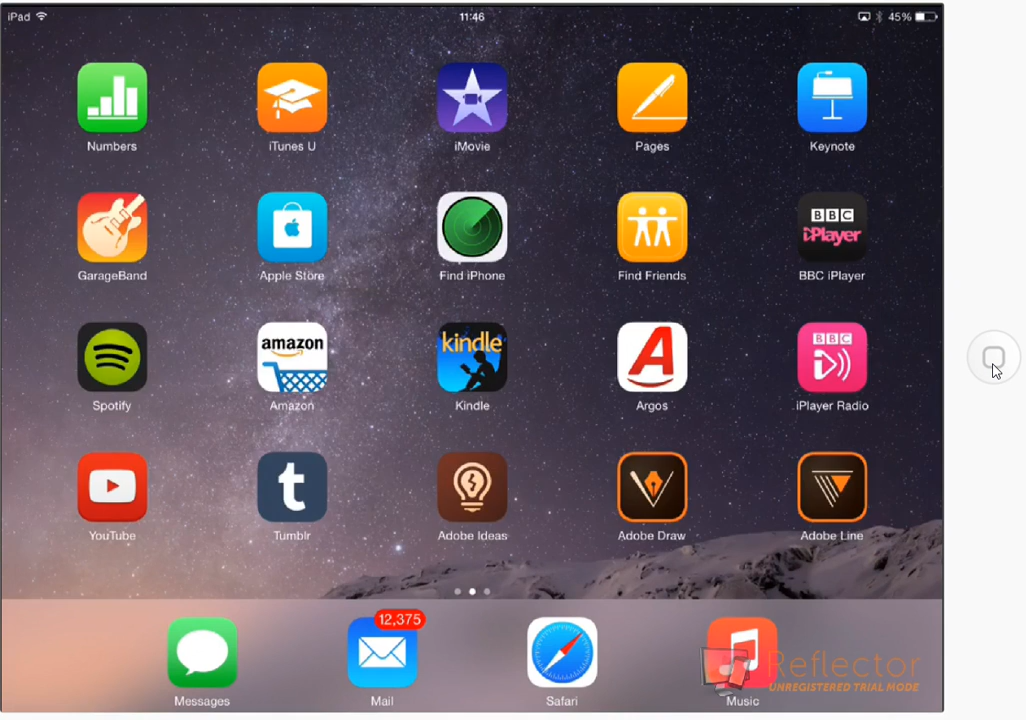 iPad 11:46 45%
Numbers iTunes U iMovie Pages Keynote
BBC
iPlayer
GarageBand Apple Store Find iPhone Find Friends BBC iPlayer
amazon kindle A BBC
Spotify Amazon Kindle Argos iPlayer Radio
t
YouTube Tumblr Adobe Ideas Adobe Draw Adobe Line
12,375
Reflector
UNREGISTERED TRIAL MODE
Messages Mail Safari Music